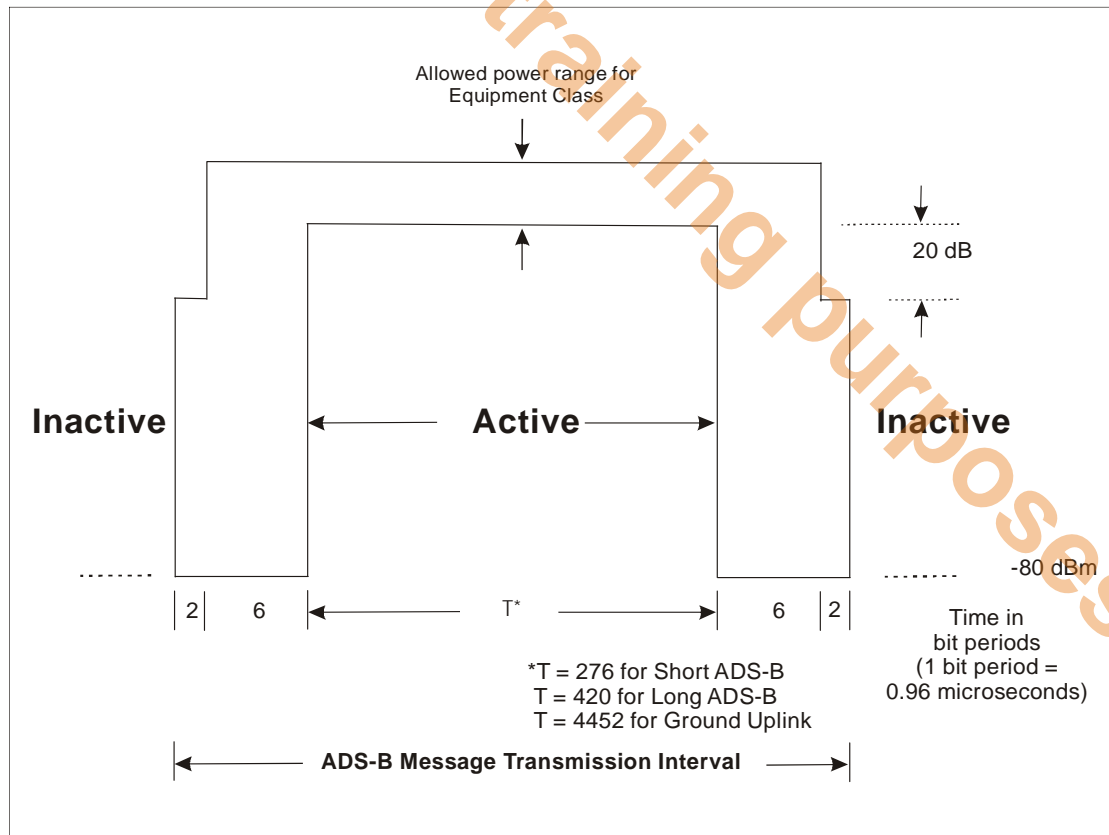 training purposes
Allowed power range for
Equipment Class
20 dB
Inactive
Active
Inactive
-80 dBm
2
6
T*
6
2
Time in
bit periods
(1 bit period =
0.96 microseconds)
*T = 276 for Short ADS-B
T = 420 for Long ADS-B
T = 4452 for Ground Uplink
ADS-B Message Transmission Interval